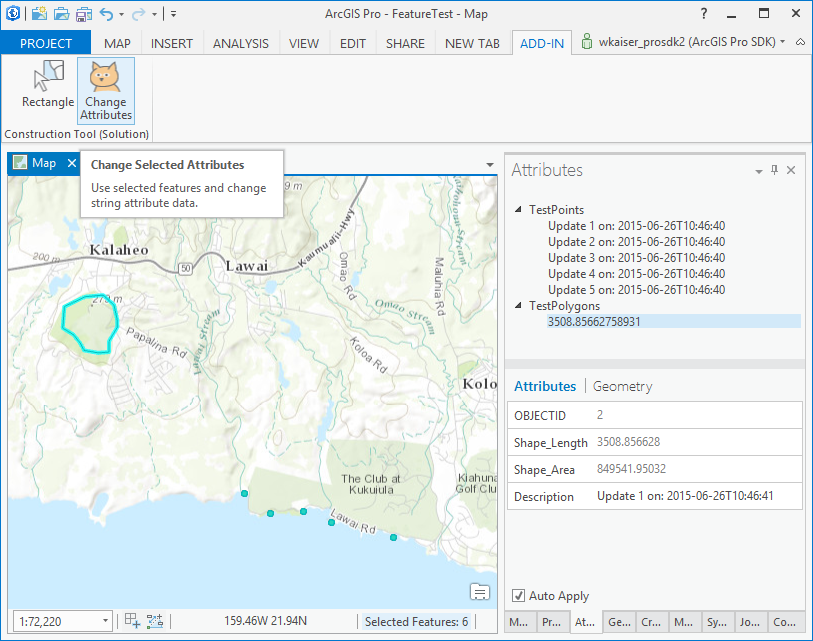 ArcGIS Pro - FeatureTest - Map
?
PROJECT MAP INSERT ANALYSIS VIEW EDIT SHARE NEW TAB ADD-IN wkaiser_prosdk2 (ArcGIS Pro SDK)
Rectangle
Change
Attributes
Construction Tool (Solution)
Map
Change Selected Attributes
Use selected features and change
string attribute data.
9 m
Kalaheo
200 m
50
Lawai
Kaumualii-Hwy
Omao Rd
Maluhia Rd
Stream
279 m
Papalina Rd
Lawai Stream
Omao Stream
Koloa Rd
Kolo
The Club at
Kukuiula
Kiahuna
Golf Clu
Lawai Rd
1:72,220
159.46W 21.94N
Selected Features: 6
Attributes
TestPoints
Update 1 on: 2015-06-26T10:46:40
Update 2 on: 2015-06-26T10:46:40
Update 3 on: 2015-06-26T10:46:40
Update 4 on: 2015-06-26T10:46:40
Update 5 on: 2015-06-26T10:46:40
TestPolygons
3508.85662758931
Attributes | Geometry
OBJECTID 2
Shape_Length 3508.856628
Shape_Area 849541.95032
Description Update 1 on: 2015-06-26T10:46:41
Auto Apply
M... Pr... At... Ge... Cr... M... Sy... Jo... Co...